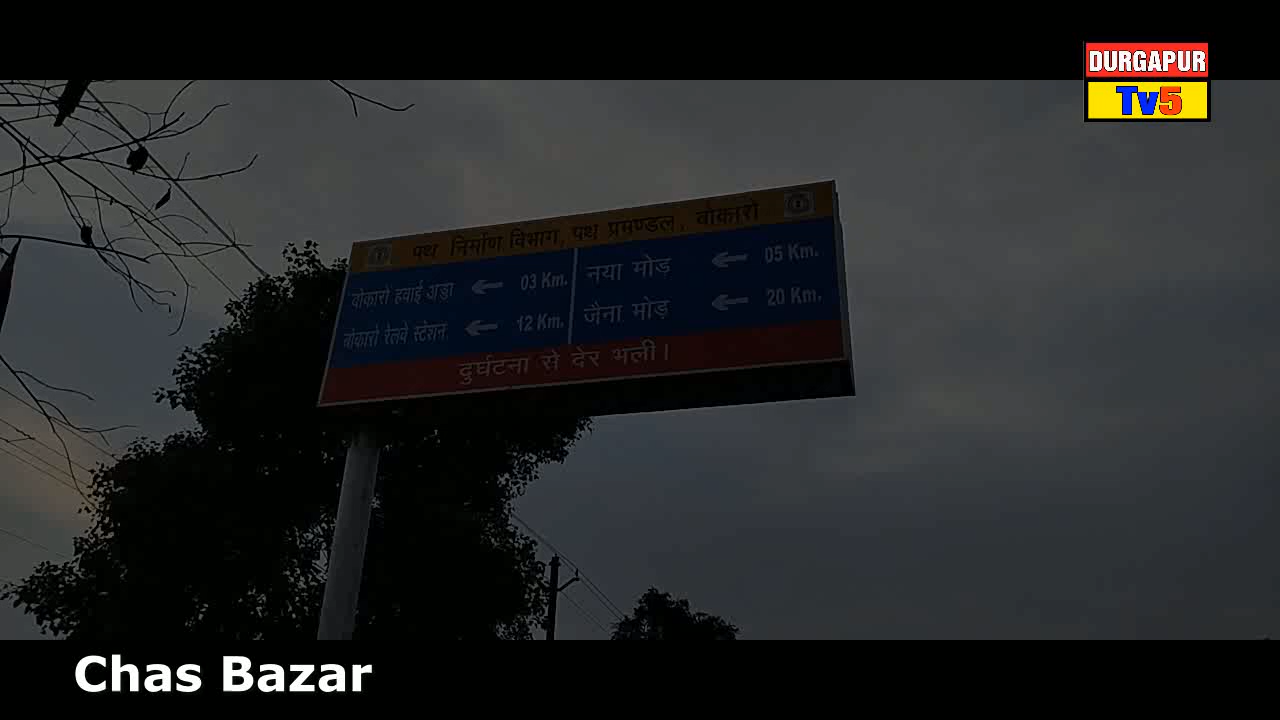 DURGAPUR
Tv5
पथ निर्माण विभाग, पथ प्रमण्डल, बोकारो
बोकारो हवाई अड्डा ← 03 Km.
बोकारो रेलवे स्टेशन ← 12 Km.
नया मोड़ ← 05 Km.
जैना मोड़ ← 20 Km.
दुर्घटना से देर भली।
Chas Bazar